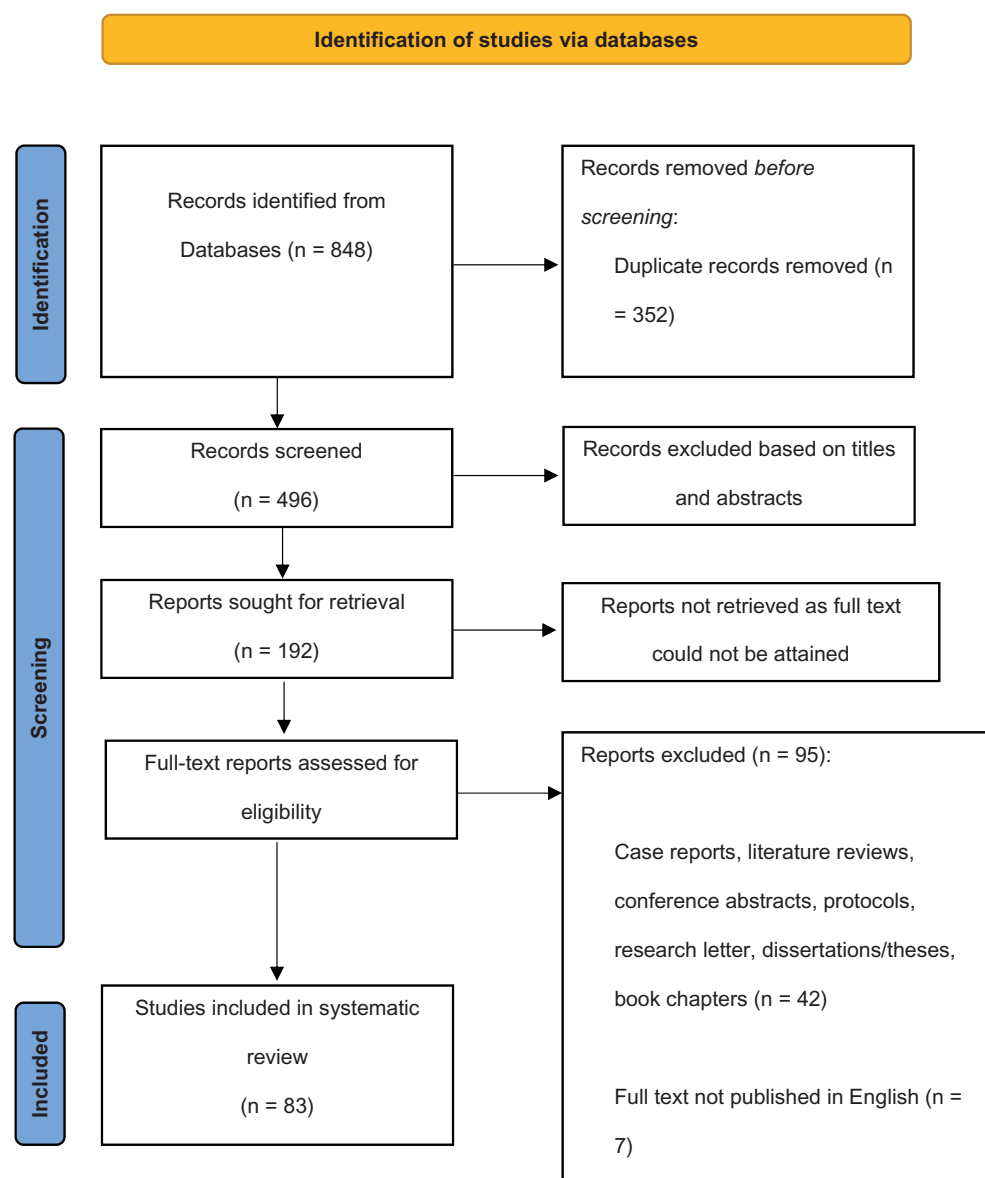 Identification of studies via databases
Identification
Records identified from
Databases (n = 848)
Records removed before
screening:
Duplicate records removed (n
= 352)
Screening
Records screened
(n = 496)
Records excluded based on titles
and abstracts
Reports sought for retrieval
(n = 192)
Reports not retrieved as full text
could not be attained
Full-text reports assessed for
eligibility
Reports excluded (n = 95):
Case reports, literature reviews,
conference abstracts, protocols,
research letter, dissertations/theses,
book chapters (n = 42)
Full text not published in English (n =
7)
Included
Studies included in systematic
review
(n = 83)